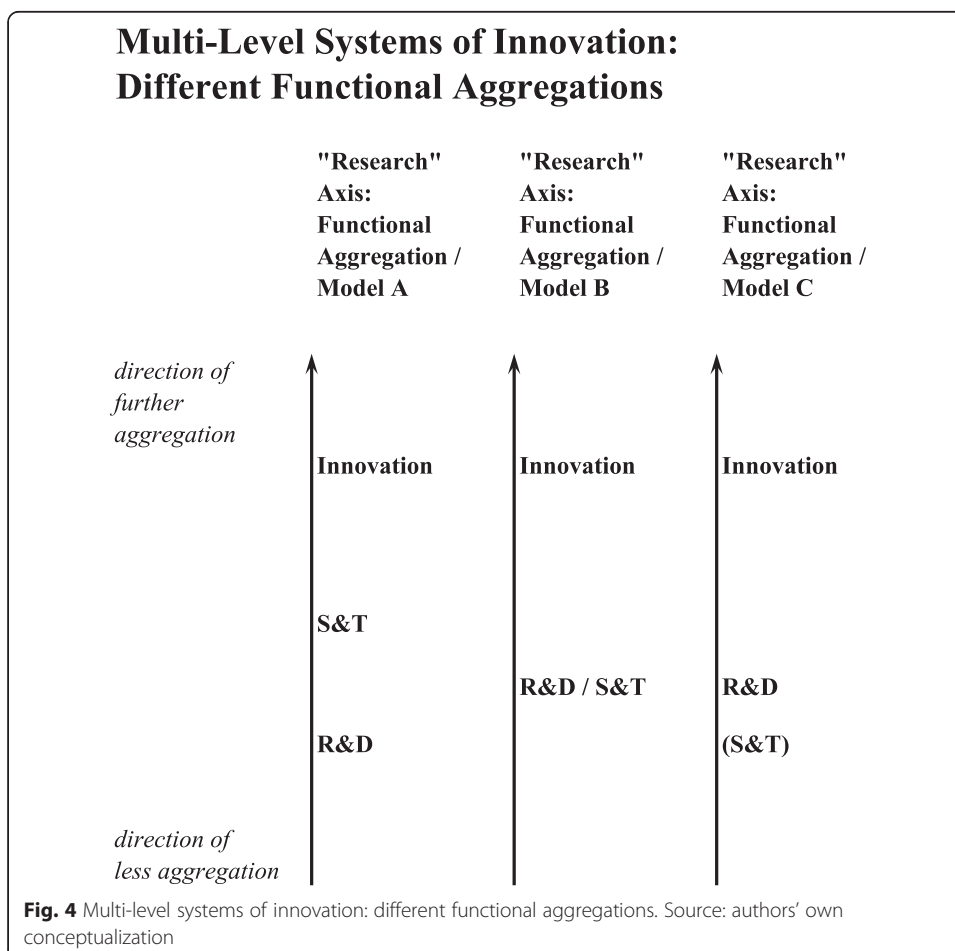 Multi-Level Systems of Innovation:
Different Functional Aggregations
"Research"
Axis:
Functional
Aggregation /
Model A
"Research"
Axis:
Functional
Aggregation /
Model B
"Research"
Axis:
Functional
Aggregation /
Model C
direction of
further
aggregation
Innovation
Innovation
Innovation
S&T
R&D / S&T
R&D
R&D
(S&T)
direction of
less aggregation
Fig. 4 Multi-level systems of innovation: different functional aggregations. Source: authors’ own
conceptualization